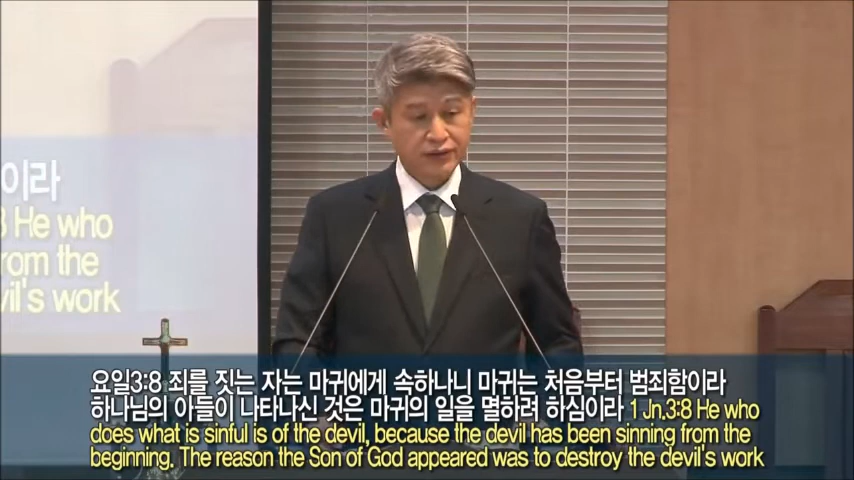 이라
8 He who
rom the
vil's work
요일3:8 죄를 짓는 자는 마귀에게 속하나니 마귀는 처음부터 범죄함이라
하나님의 아들이 나타나신 것은 마귀의 일을 멸하려 하심이라 1 Jn.3:8 He who
does what is sinful is of the devil, because the devil has been sinning from the
beginning. The reason the Son of God appeared was to destroy the devil's work